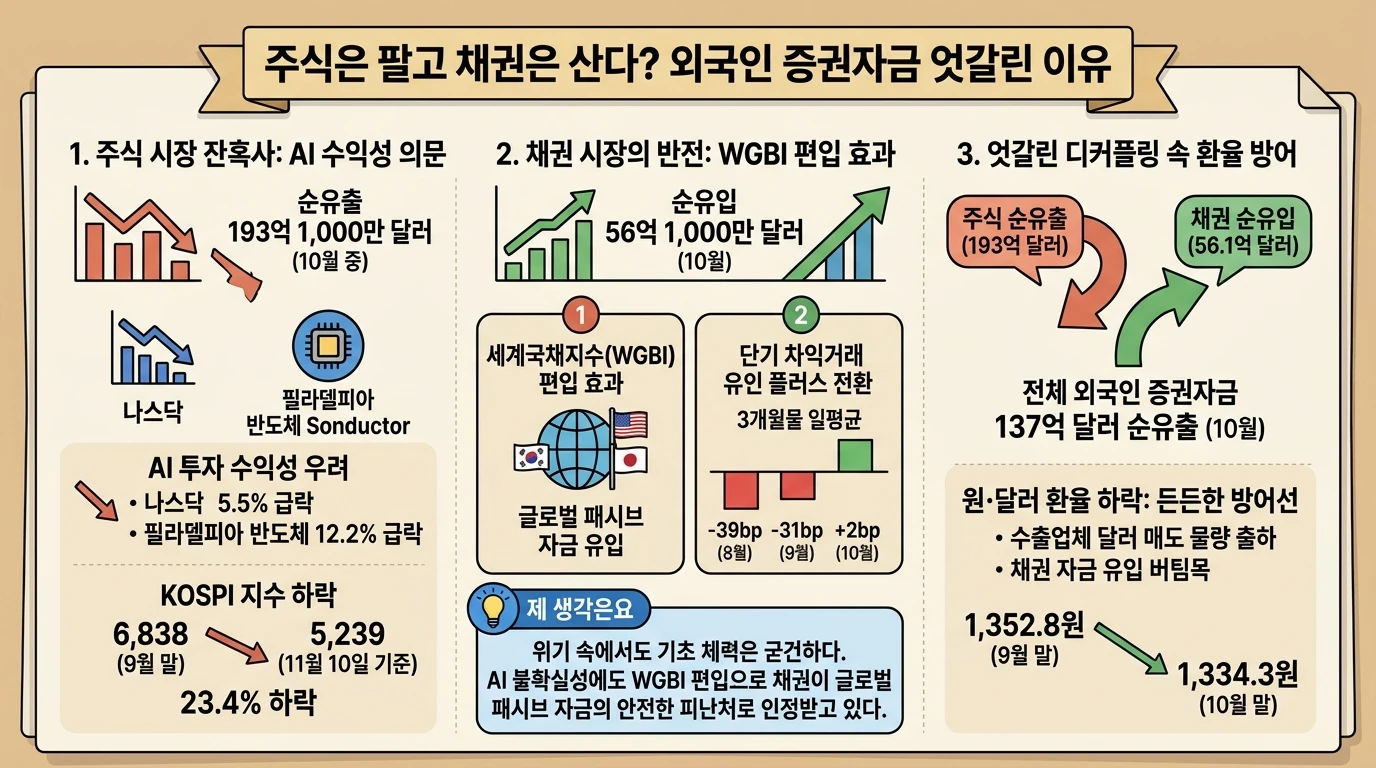 주식은 팔고 채권은 산다? 외국인 증권자금 엇갈린 이유
1. 주식 시장 잔혹사: AI 수익성 의문
순유출
193억 1,000만 달러
(10월 중)
나스닥
필라델피아
반도체 Sonductor
AI 투자 수익성 우려
• 나스닥 5.5% 급락
• 필라델피아 반도체 12.2% 급락
KOSPI 지수 하락
6,838
(9월 말)
5,239
(11월 10일 기준)
23.4% 하락
2. 채권 시장의 반전: WGBI 편입 효과
순유입
56억 1,000만 달러
(10월)
1
세계국채지수(WGBI)
편입 효과
글로벌 패시브
자금 유입
2
단기 차익거래
유인 플러스 전환
3개월물 일평균
-39bp -31bp +2bp
(8월) (9월) (10월)
제 생각은요
위기 속에서도 기초 체력은 굳건하다.
AI 불확실성에도 WGBI 편입으로 채권이 글로벌
패시브 자금의 안전한 피난처로 인정받고 있다.
3. 엇갈린 디커플링 속 환율 방어
주식 순유출
(193억 달러)
채권 순유입
(56.1억 달러)
전체 외국인 증권자금
137억 달러 순유출 (10월)
원·달러 환율 하락: 든든한 방어선
• 수출업체 달러 매도 물량 출하
• 채권 자금 유입 버팀목
1,352.8원
(9월 말)
1,334.3원
(10월 말)